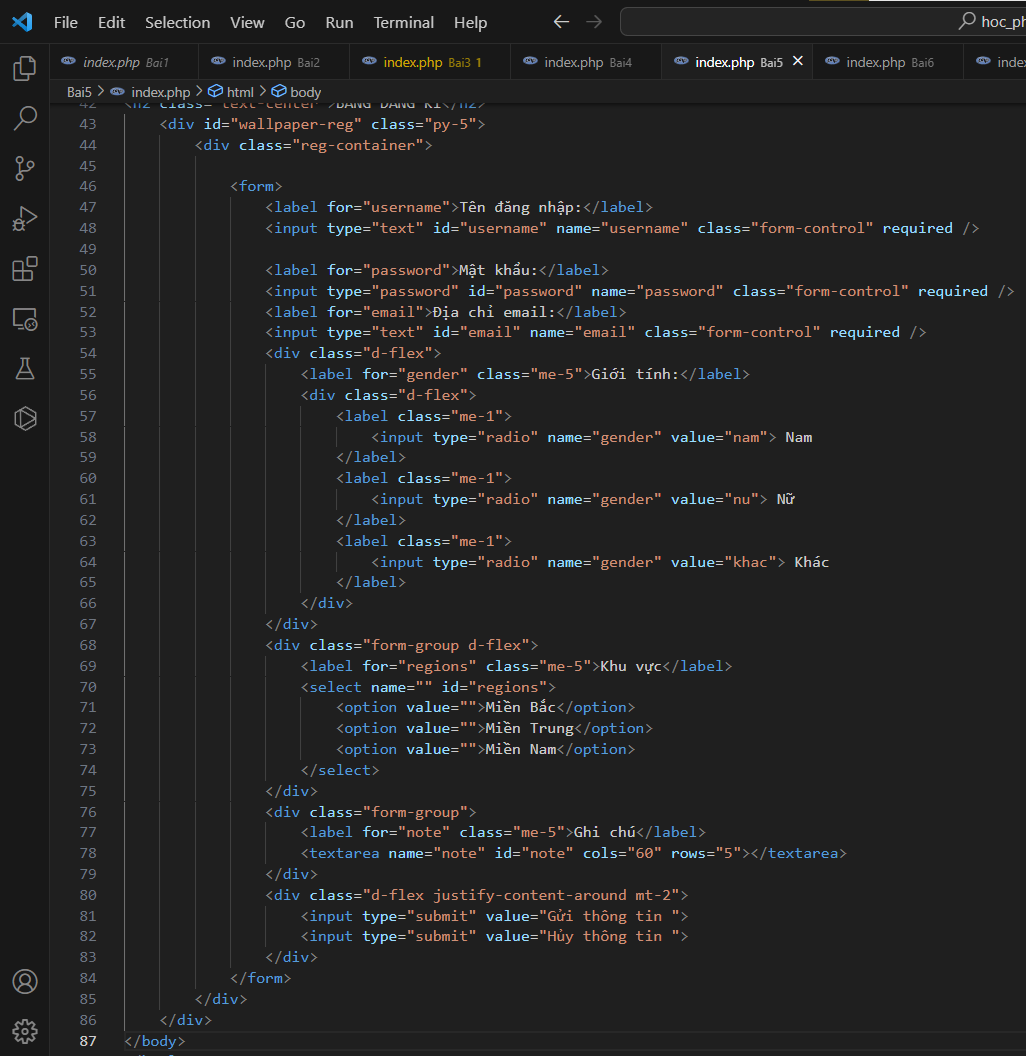 File Edit Selection View Go Run Terminal Help hoc_ph
index.php Bai1 index.php Bai2 index.php Bai3 1 index.php Bai4 index.php Bai5 index.php Bai6 inde
Bai5 > index.php > html > body
42 <h2 class="text-center">BẢNG ĐĂNG KÍ</h2>
43 <div id="wallpaper-reg" class="py-5">
44 <div class="reg-container">
45
46 <form>
47 <label for="username">Tên đăng nhập:</label>
48 <input type="text" id="username" name="username" class="form-control" required />
49
50 <label for="password">Mật khẩu:</label>
51 <input type="password" id="password" name="password" class="form-control" required />
52 <label for="email">Địa chỉ email:</label>
53 <input type="text" id="email" name="email" class="form-control" required />
54 <div class="d-flex">
55 <label for="gender" class="me-5">Giới tính:</label>
56 <div class="d-flex">
57 <label class="me-1">
58 <input type="radio" name="gender" value="nam"> Nam
59 </label>
60 <label class="me-1">
61 <input type="radio" name="gender" value="nu"> Nữ
62 </label>
63 <label class="me-1">
64 <input type="radio" name="gender" value="khac"> Khác
65 </label>
66 </div>
67 </div>
68 <div class="form-group d-flex">
69 <label for="regions" class="me-5">Khu vực</label>
70 <select name="" id="regions">
71 <option value="">Miền Bắc</option>
72 <option value="">Miền Trung</option>
73 <option value="">Miền Nam</option>
74 </select>
75 </div>
76 <div class="form-group">
77 <label for="note" class="me-5">Ghi chú</label>
78 <textarea name="note" id="note" cols="60" rows="5"></textarea>
79 </div>
80 <div class="d-flex justify-content-around mt-2">
81 <input type="submit" value="Gửi thông tin ">
82 <input type="submit" value="Hủy thông tin ">
83 </div>
84 </form>
85 </div>
86 </div>
87 </body>